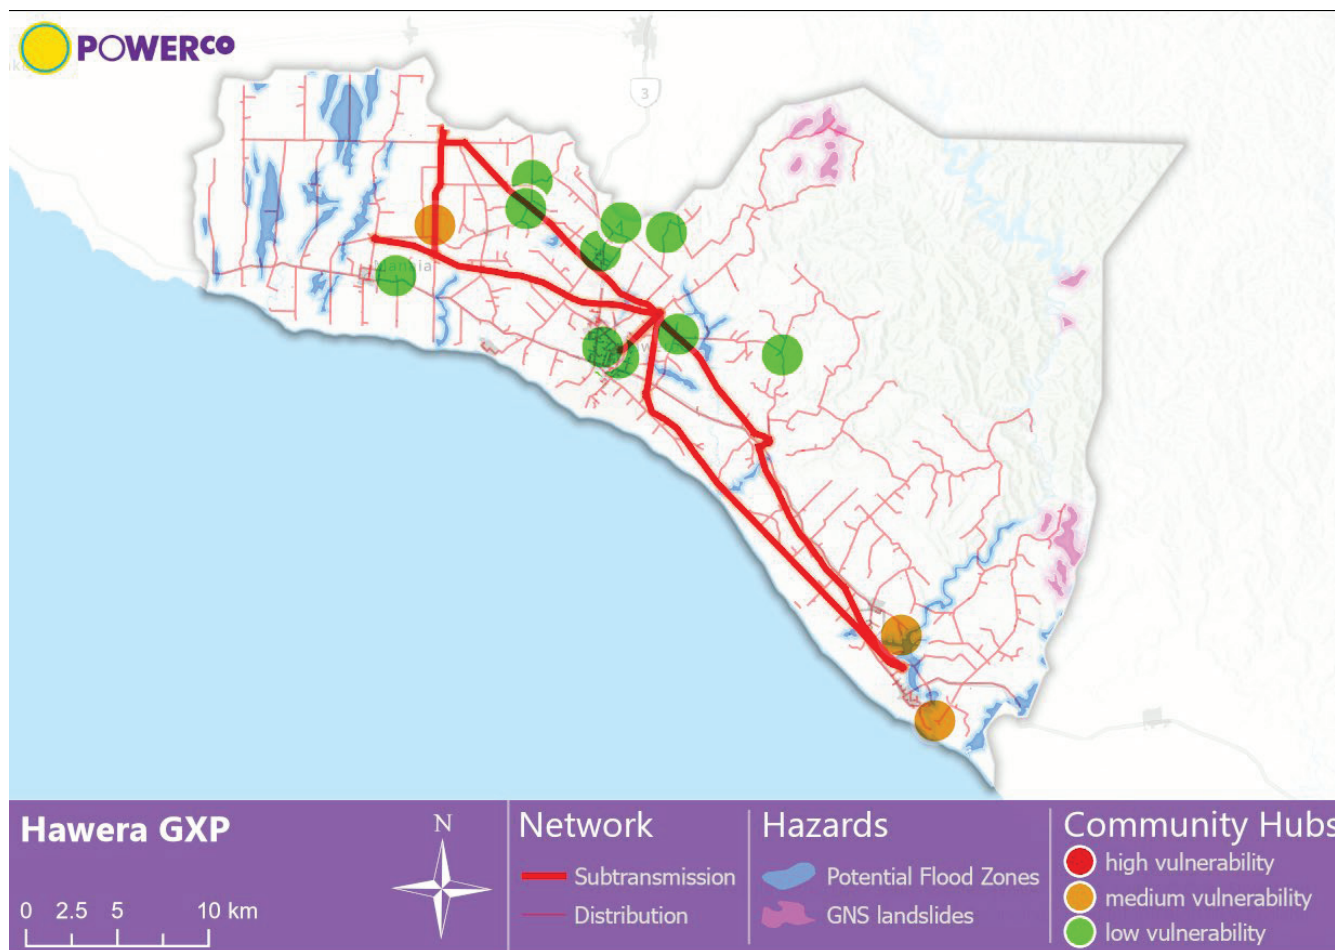 POWERCO
3
Manaia
Hawera GXP
N
0 2.5 5 10 km
Network
Subtransmission
Distribution
Hazards
Potential Flood Zones
GNS landslides
Community Hubs
high vulnerability
medium vulnerability
low vulnerability